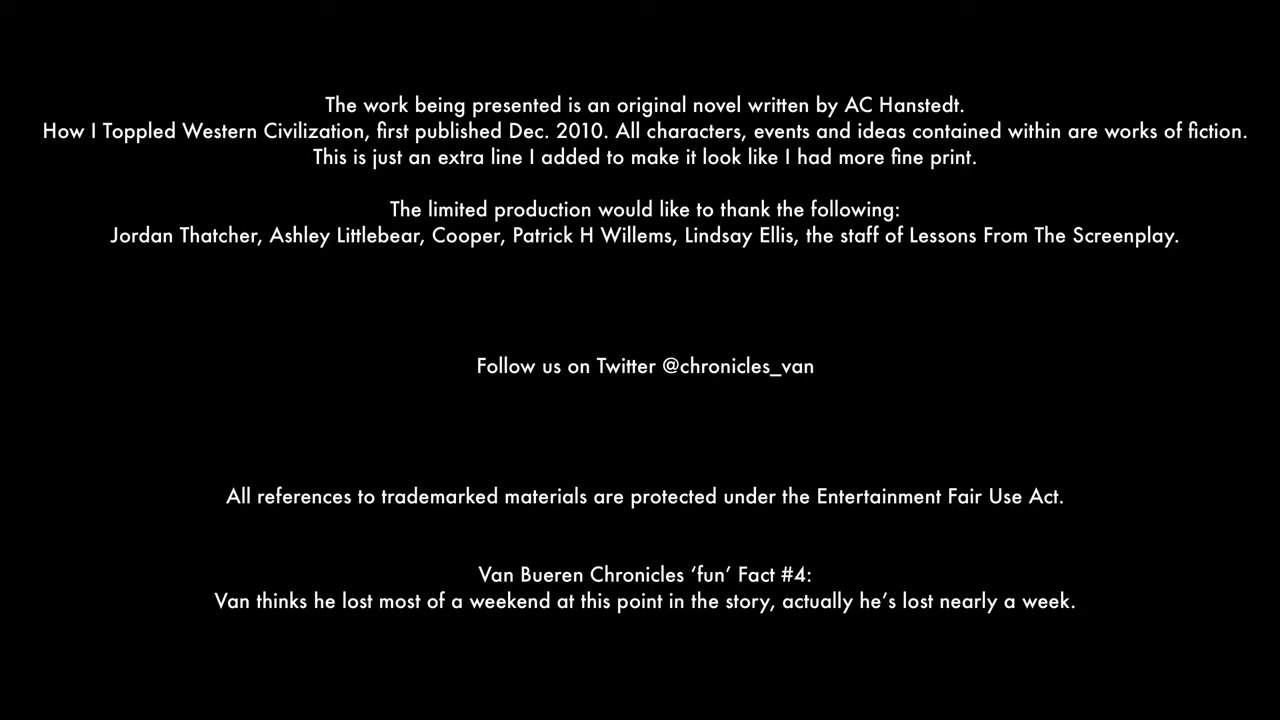 The work being presented is an original novel written by AC Hanstedt.
How I Toppled Western Civilization, first published Dec. 2010. All characters, events and ideas contained within are works of fiction.
This is just an extra line I added to make it look like I had more fine print.
The limited production would like to thank the following:
Jordan Thatcher, Ashley Littlebear, Cooper, Patrick H Willems, Lindsay Ellis, the staff of Lessons From The Screenplay.
Follow us on Twitter @chronicles_van
All references to trademarked materials are protected under the Entertainment Fair Use Act.
Van Bueren Chronicles ‘fun’ Fact #4:
Van thinks he lost most of a weekend at this point in the story, actually he’s lost nearly a week.